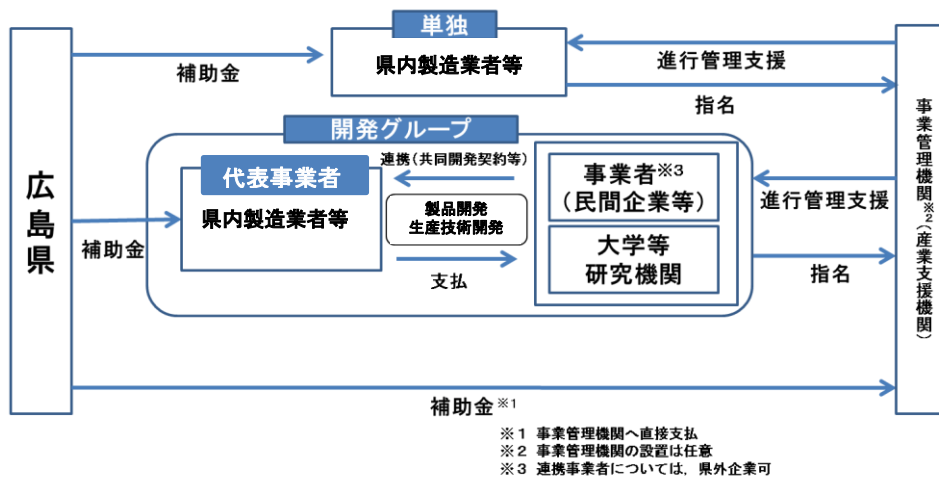 単独
県内製造業者等
補助金
進行管理支援
指名
広島県
開発グループ
代表事業者
県内製造業者等
補助金
連携(共同開発契約等)
製品開発
生産技術開発
支払
事業者※3
(民間企業等)
大学等
研究機関
進行管理支援
指名
事業管理機関※2(産業支援機関)
補助金※1
※1 事業管理機関へ直接支払
※2 事業管理機関の設置は任意
※3 連携事業者については,県外企業可